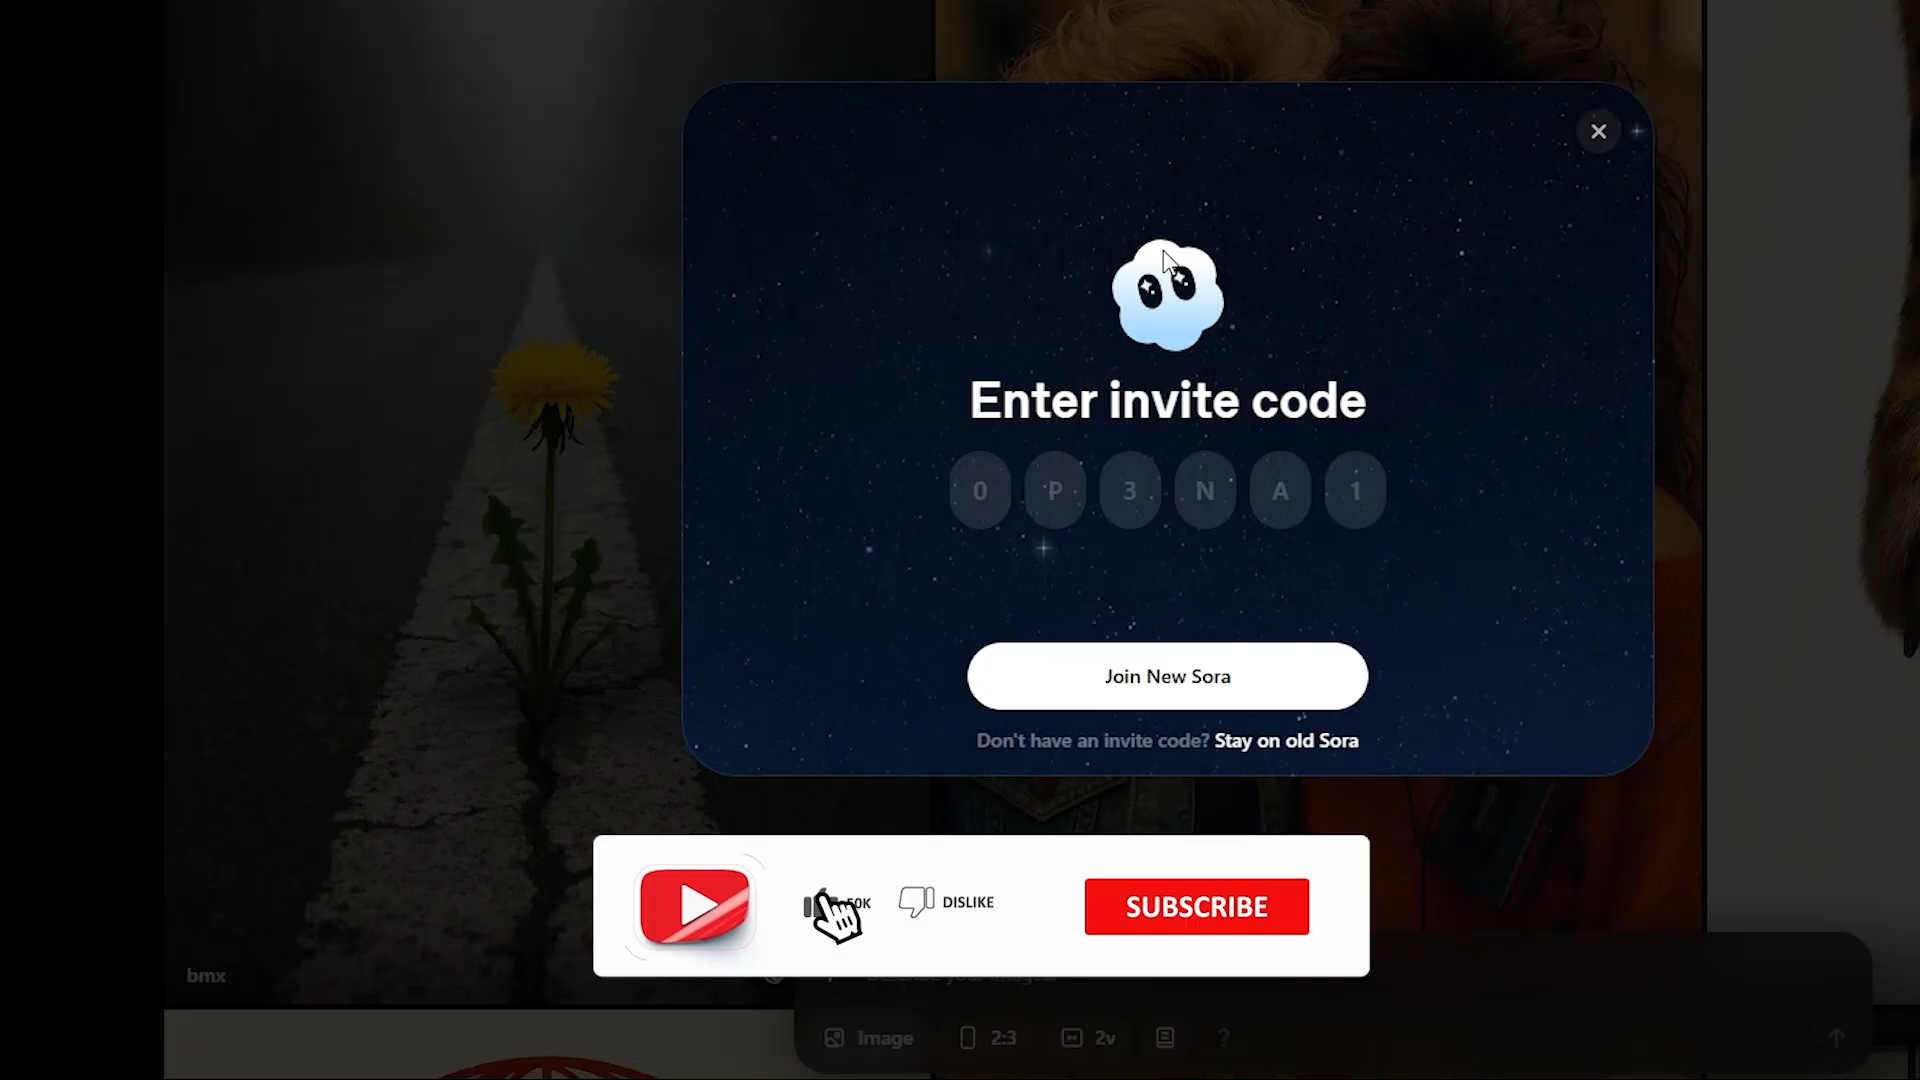 Enter invite code
0 P 3 N A 1
Join New Sora
Don't have an invite code? Stay on old Sora
50K
DISLIKE
SUBSCRIBE
bmx
Image
2:3
2v
?